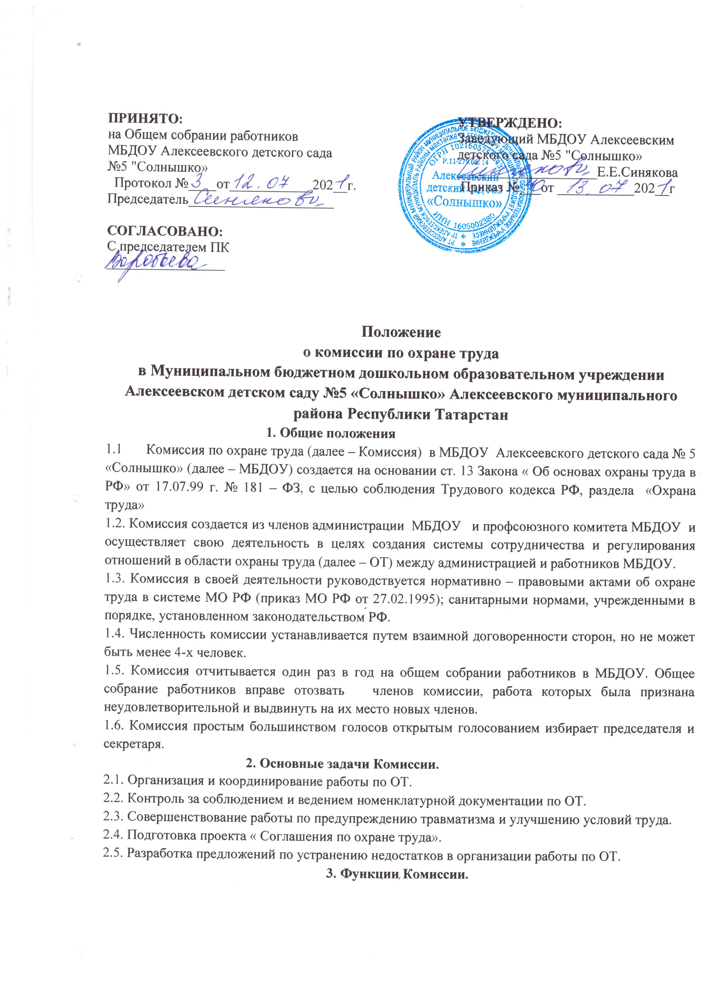 ПРИНЯТО:
на Общем собрании работников
МБДОУ Алексеевского детского сада
№5 "Солнышко»
Протокол № 3 от 12.07 2021 г.
Председатель Синякова
СОГЛАСОВАНО:
С председателем ПК
Воробьева
УТВЕРЖДЕНО:
Заведующий МБДОУ Алексеевским
детского сада №5 "Солнышко»
Синякова Е.Е.Синякова
Приказ № 40 от 13.07 2021 г
Алексеевский
детский сад №5
«Солнышко»
ИНН 1605002380
Положение
о комиссии по охране труда
в Муниципальном бюджетном дошкольном образовательном учреждении
Алексеевском детском саду №5 «Солнышко» Алексеевского муниципального
района Республики Татарстан
1. Общие положения
1.1 Комиссия по охране труда (далее – Комиссия) в МБДОУ Алексеевского детского сада № 5
«Солнышко» (далее – МБДОУ) создается на основании ст. 13 Закона « Об основах охраны труда в
РФ» от 17.07.99 г. № 181 – ФЗ, с целью соблюдения Трудового кодекса РФ, раздела «Охрана
труда»
1.2. Комиссия создается из членов администрации МБДОУ и профсоюзного комитета МБДОУ и
осуществляет свою деятельность в целях создания системы сотрудничества и регулирования
отношений в области охраны труда (далее – ОТ) между администрацией и работников МБДОУ.
1.3. Комиссия в своей деятельности руководствуется нормативно – правовыми актами об охране
труда в системе МО РФ (приказ МО РФ от 27.02.1995); санитарными нормами, учрежденными в
порядке, установленном законодательством РФ.
1.4. Численность комиссии устанавливается путем взаимной договоренности сторон, но не может
быть менее 4-х человек.
1.5. Комиссия отчитывается один раз в год на общем собрании работников в МБДОУ. Общее
собрание работников вправе отозвать членов комиссии, работа которых была признана
неудовлетворительной и выдвинуть на их место новых членов.
1.6. Комиссия простым большинством голосов открытым голосованием избирает председателя и
секретаря.
2. Основные задачи Комиссии.
2.1. Организация и координирование работы по ОТ.
2.2. Контроль за соблюдением и ведением номенклатурной документации по ОТ.
2.3. Совершенствование работы по предупреждению травматизма и улучшению условий труда.
2.4. Подготовка проекта « Соглашения по охране труда».
2.5. Разработка предложений по устранению недостатков в организации работы по ОТ.
3. Функции Комиссии.